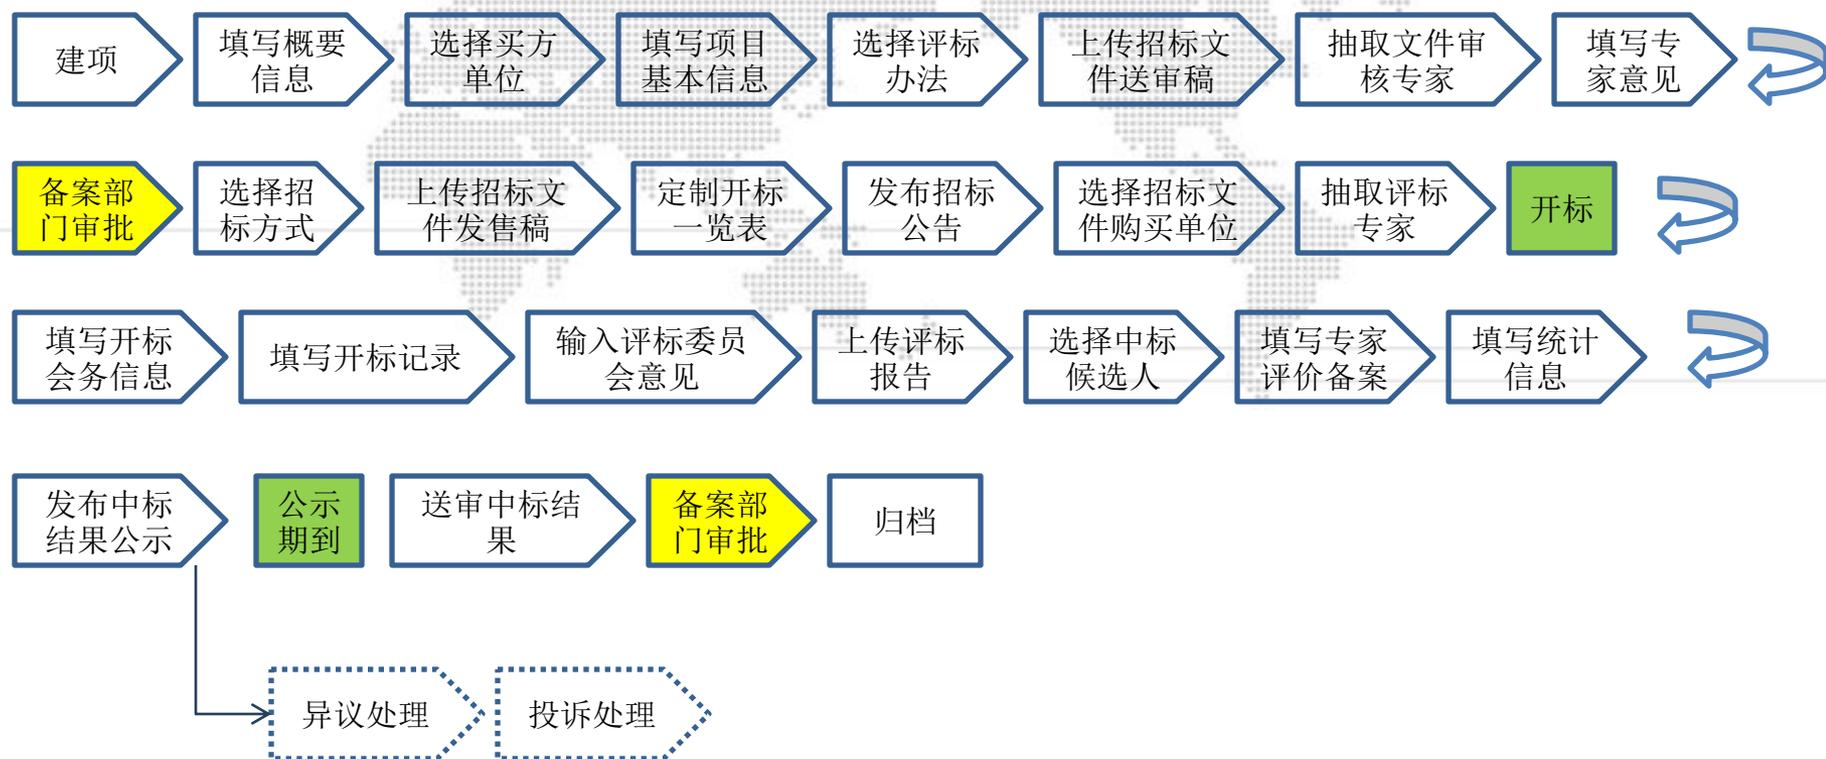 建项
填写概要
信息
选择买方
单位
填写项目
基本信息
选择评标
办法
上传招标文
件送审稿
抽取文件审
核专家
填写专
家意见
备案部
门审批
选择招
标方式
上传招标文
件发售稿
定制开标
一览表
发布招标
公告
选择招标文
件购买单位
抽取评标
专家
开标
填写开标
会务信息
填写开标记录
输入评标委员
会意见
上传评标
报告
选择中标
候选人
填写专家
评价备案
填写统计
信息
发布中标
结果公示
公示
期到
送审中标结
果
备案部
门审批
归档
异议处理
投诉处理